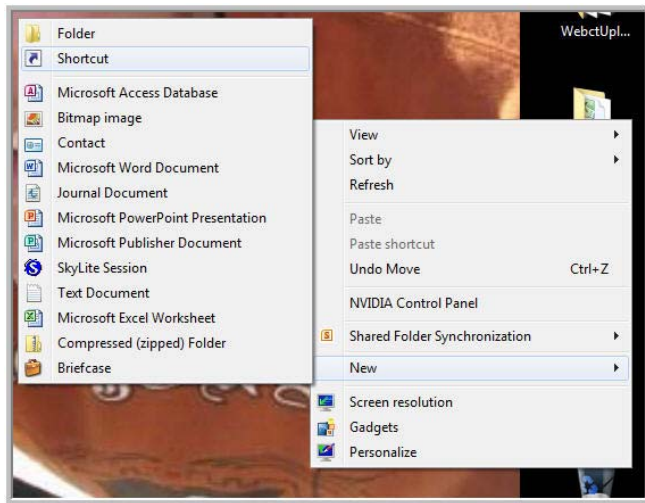 Folder
Shortcut
Microsoft Access Database
Bitmap image
Contact
Microsoft Word Document
Journal Document
Microsoft PowerPoint Presentation
Microsoft Publisher Document
SkyLite Session
Text Document
Microsoft Excel Worksheet
Compressed (zipped) Folder
Briefcase
WebctUpl...
View
Sort by
Refresh
Paste
Paste shortcut
Undo Move Ctrl+Z
NVIDIA Control Panel
Shared Folder Synchronization
New
Screen resolution
Gadgets
Personalize